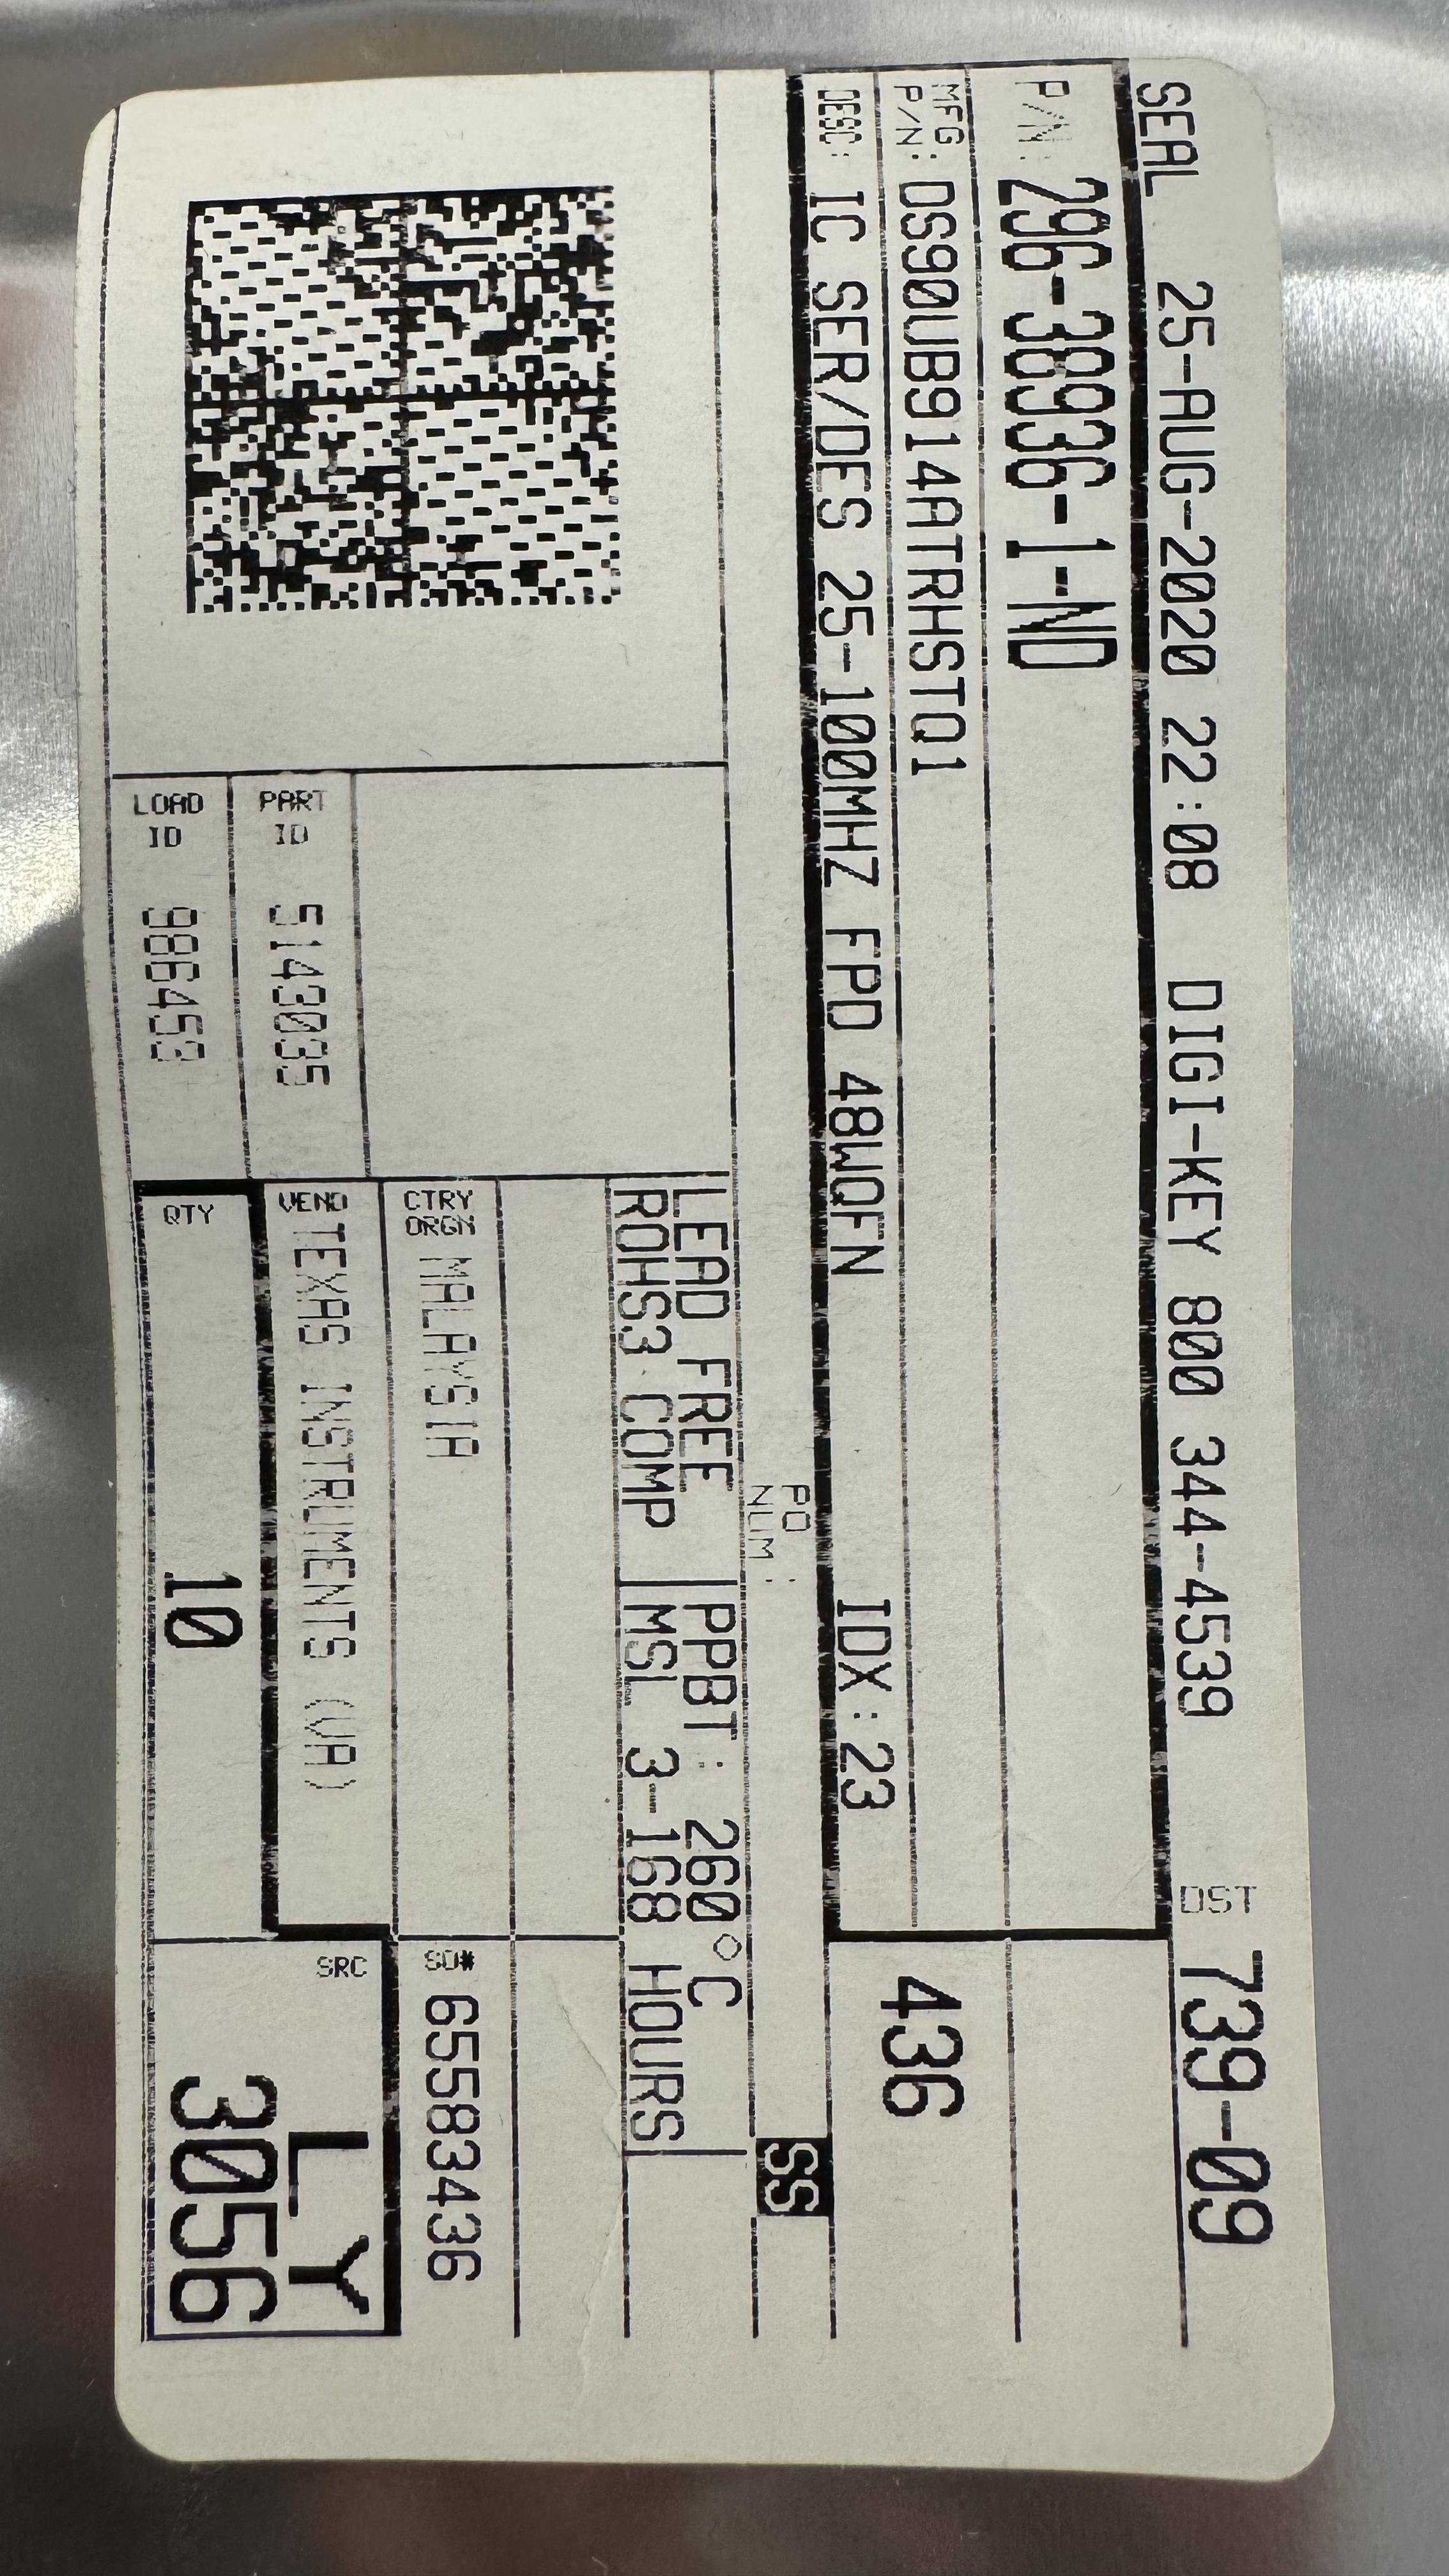 SEAL 25-AUG-2020 22:08 DIGI-KEY 800 344-4539 DST 739-09
P/N: 296-38936-1-ND
MFG P/N: DS90UB914ATRHSTQ1
436
DESC: IC SER/DES 25-100MHZ FPD 48WQFN IDX:23
PO NUM:
SS
LEAD FREE PPBT: 260°C
ROHS3 COMP MSL 3-168 HOURS
CTRY ORGN MALAYSIA
SO# 65583436
PART ID 5143035
VEND TEXAS INSTRUMENTS (VA)
SRC LY
LOAD ID 986453
QTY 10
3056